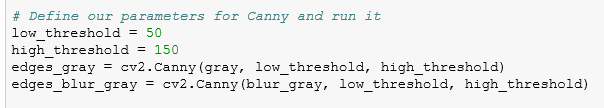 # Define our parameters for Canny and run it
low_threshold = 50
high_threshold = 150
edges_gray = cv2.Canny(gray, low_threshold, high_threshold)
edges_blur_gray = cv2.Canny(blur_gray, low_threshold, high_threshold)